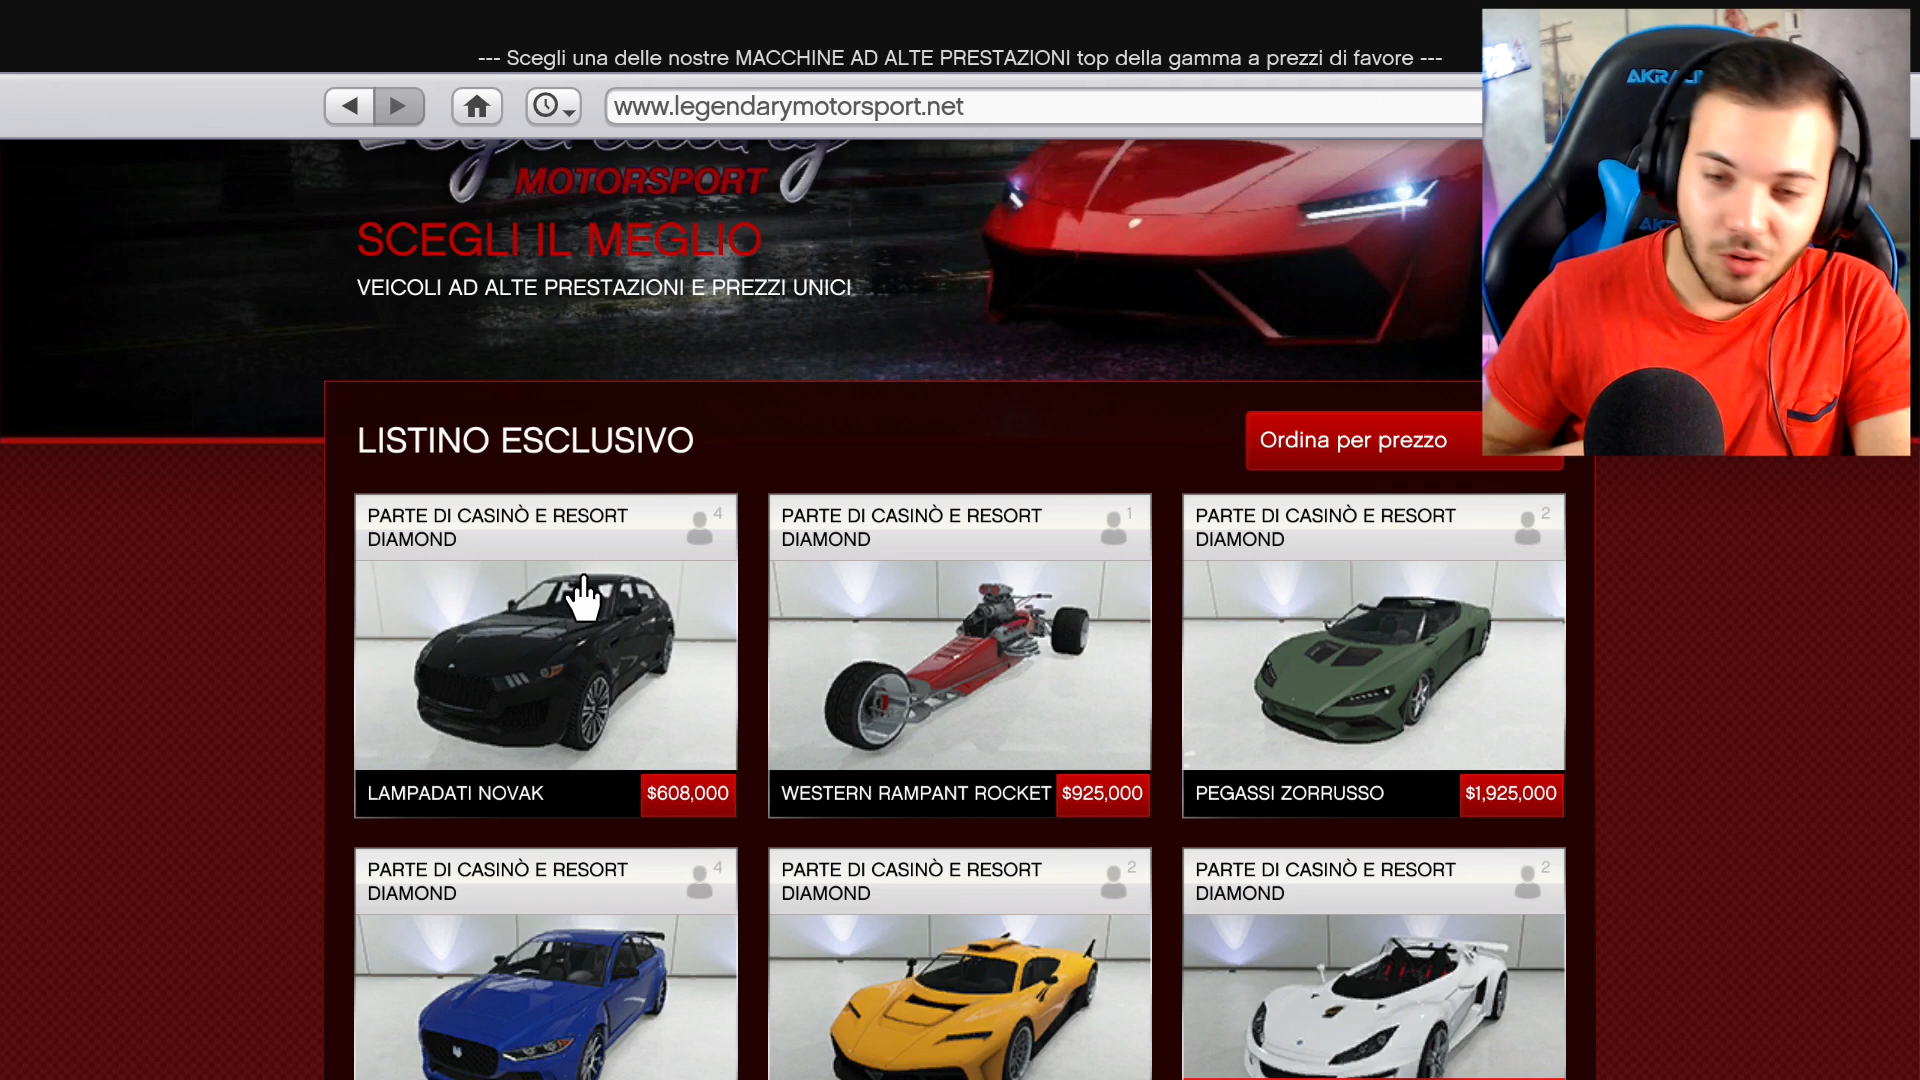 --- Scegli una delle nostre MACCHINE AD ALTE PRESTAZIONI top della gamma a prezzi di favore ---
www.legendarymotorsport.net
Legendary
MOTORSPORT
SCEGLI IL MEGLIO
VEICOLI AD ALTE PRESTAZIONI E PREZZI UNICI
LISTINO ESCLUSIVO
Ordina per prezzo
PARTE DI CASINÒ E RESORT
DIAMOND
4
PARTE DI CASINÒ E RESORT
DIAMOND
1
PARTE DI CASINÒ E RESORT
DIAMOND
2
LAMPADATI NOVAK
$608,000
WESTERN RAMPANT ROCKET
$925,000
PEGASSI ZORRUSSO
$1,925,000
PARTE DI CASINÒ E RESORT
DIAMOND
4
PARTE DI CASINÒ E RESORT
DIAMOND
2
PARTE DI CASINÒ E RESORT
DIAMOND
2